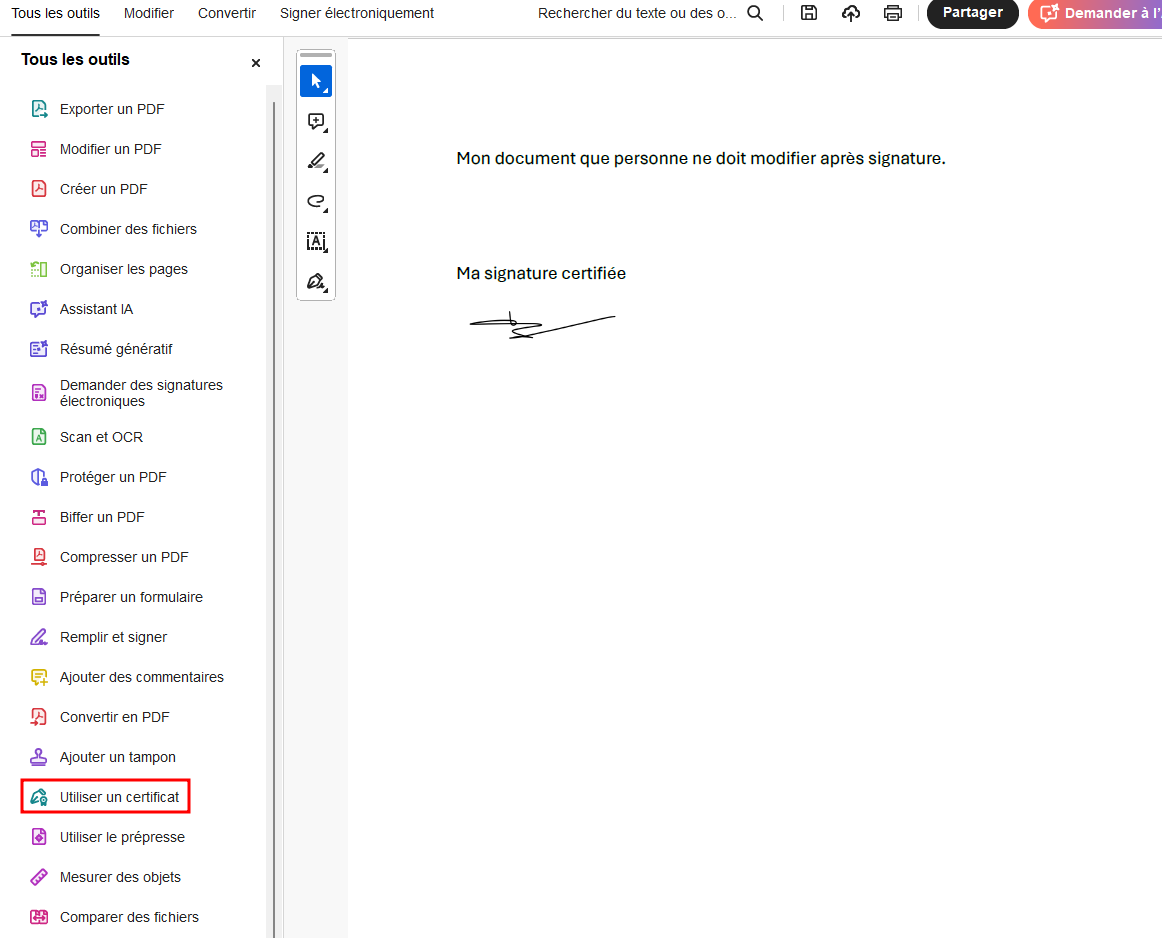 Tous les outils Modifier Convertir Signer électroniquement Rechercher du texte ou des o... Partager Demander à l'
Tous les outils
Exporter un PDF
Modifier un PDF
Créer un PDF
Combiner des fichiers
Organiser les pages
Assistant IA
Résumé génératif
Demander des signatures
électroniques
Scan et OCR
Protéger un PDF
Biffer un PDF
Compresser un PDF
Préparer un formulaire
Remplir et signer
Ajouter des commentaires
Convertir en PDF
Ajouter un tampon
Utiliser un certificat
Utiliser le prépresse
Mesurer des objets
Comparer des fichiers
Mon document que personne ne doit modifier après signature.
Ma signature certifiée